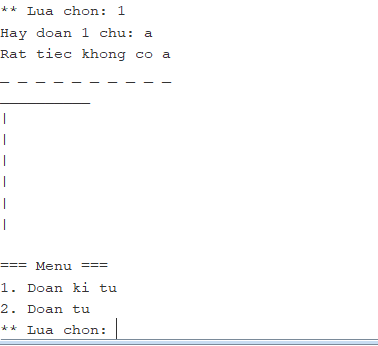 ** Lua chon: 1
Hay doan 1 chu: a
Rat tiec khong co a
_ _ _ _ _ _ _ _ _ _
__________
|
|
|
|
|
|
=== Menu ===
1. Doan ki tu
2. Doan tu
** Lua chon: